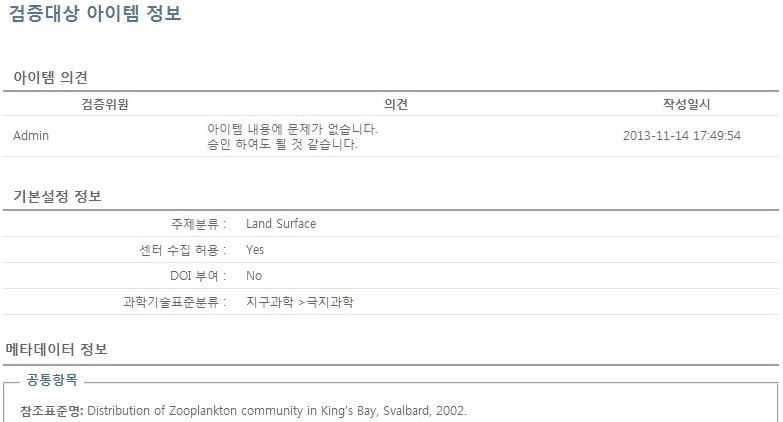 검증대상 아이템 정보
아이템 의견
검증위원 의견 작성일시
Admin 아이템 내용에 문제가 없습니다. 2013-11-14 17:49:54
승인 하여도 될 것 같습니다.
기본설정 정보
주제분류 : Land Surface
센터 수집 허용 : Yes
DOI 부여 : No
과학기술표준분류 : 지구과학 >극지과학
메타데이터 정보
공통항목
참조표준명: Distribution of Zooplankton community in King's Bay, Svalbard, 2002.